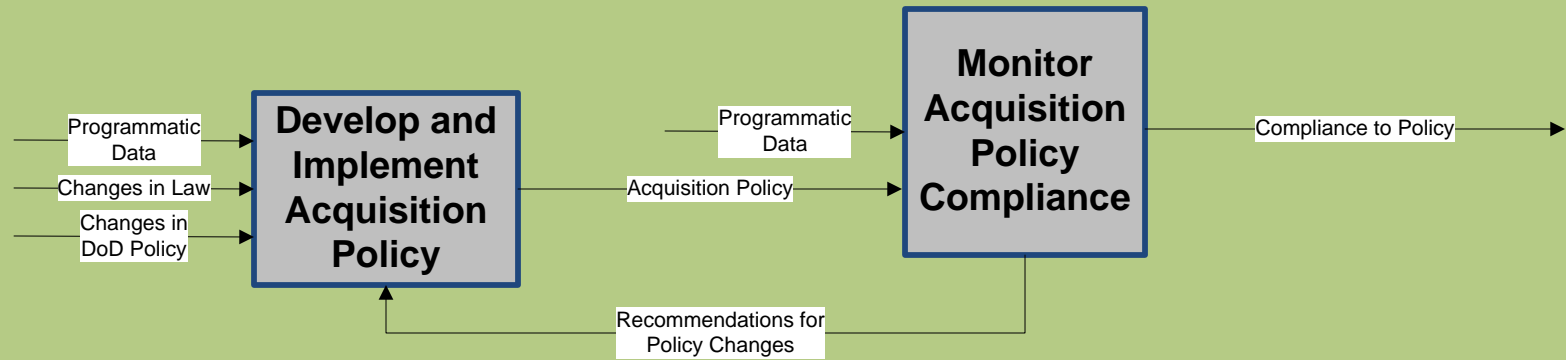 Programmatic
Data
Changes in Law
Changes in
DoD Policy
Develop and
Implement
Acquisition
Policy
Programmatic
Data
Acquisition Policy
Monitor
Acquisition
Policy
Compliance
Compliance to Policy
Recommendations for
Policy Changes